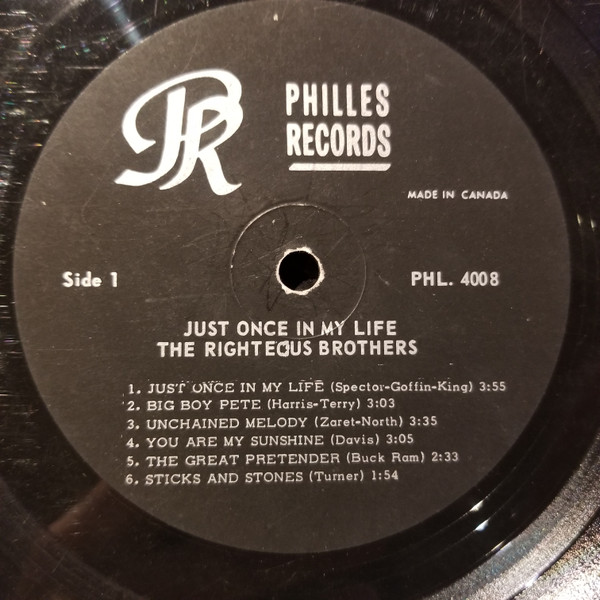 PR
PHILLES
RECORDS
MADE IN CANADA
Side 1
PHL. 4008
JUST ONCE IN MY LIFE
THE RIGHTEOUS BROTHERS
1. JUST ONCE IN MY LIFE (Spector-Goffin-King) 3:55
2. BIG BOY PETE (Harris-Terry) 3:03
3. UNCHAINED MELODY (Zaret-North) 3:35
4. YOU ARE MY SUNSHINE (Davis) 3:05
5. THE GREAT PRETENDER (Buck Ram) 2:33
6. STICKS AND STONES (Turner) 1:54